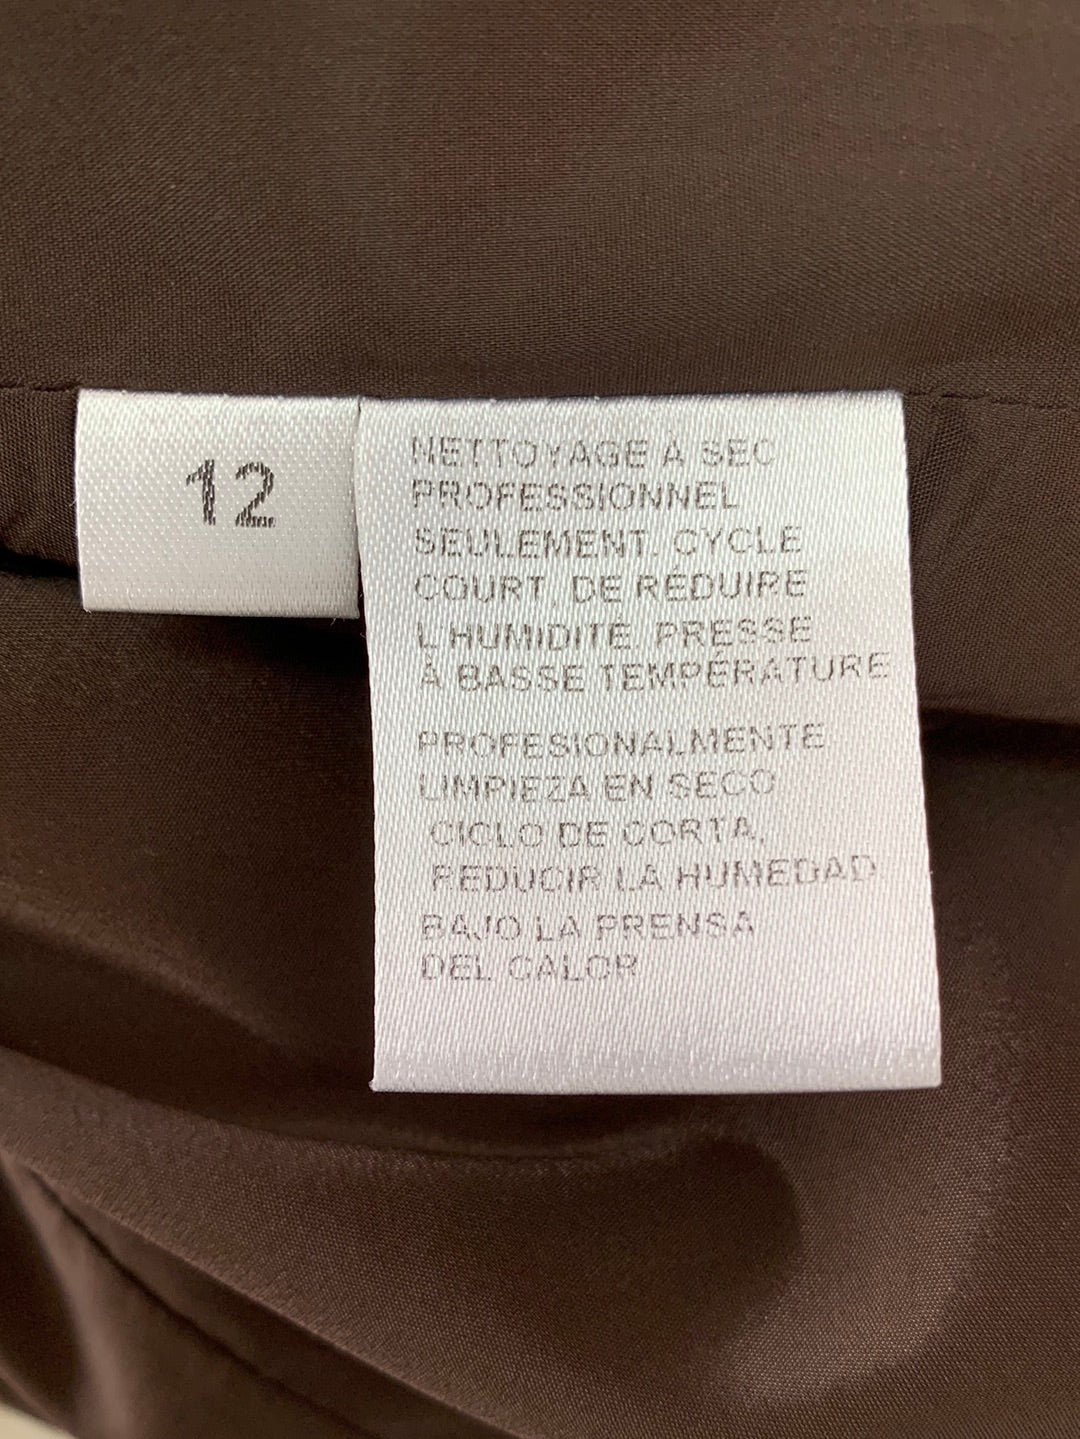 12
NETTOYAGE À SEC
PROFESSIONNEL
SEULEMENT. CYCLE
COURT, DE RÉDUIRE
L'HUMIDITÉ. PRESSE
À BASSE TEMPÉRATURE
PROFESIONALMENTE
LIMPIEZA EN SECO
CICLO DE CORTA,
REDUCIR LA HUMEDAD
BAJO LA PRENSA
DEL CALOR